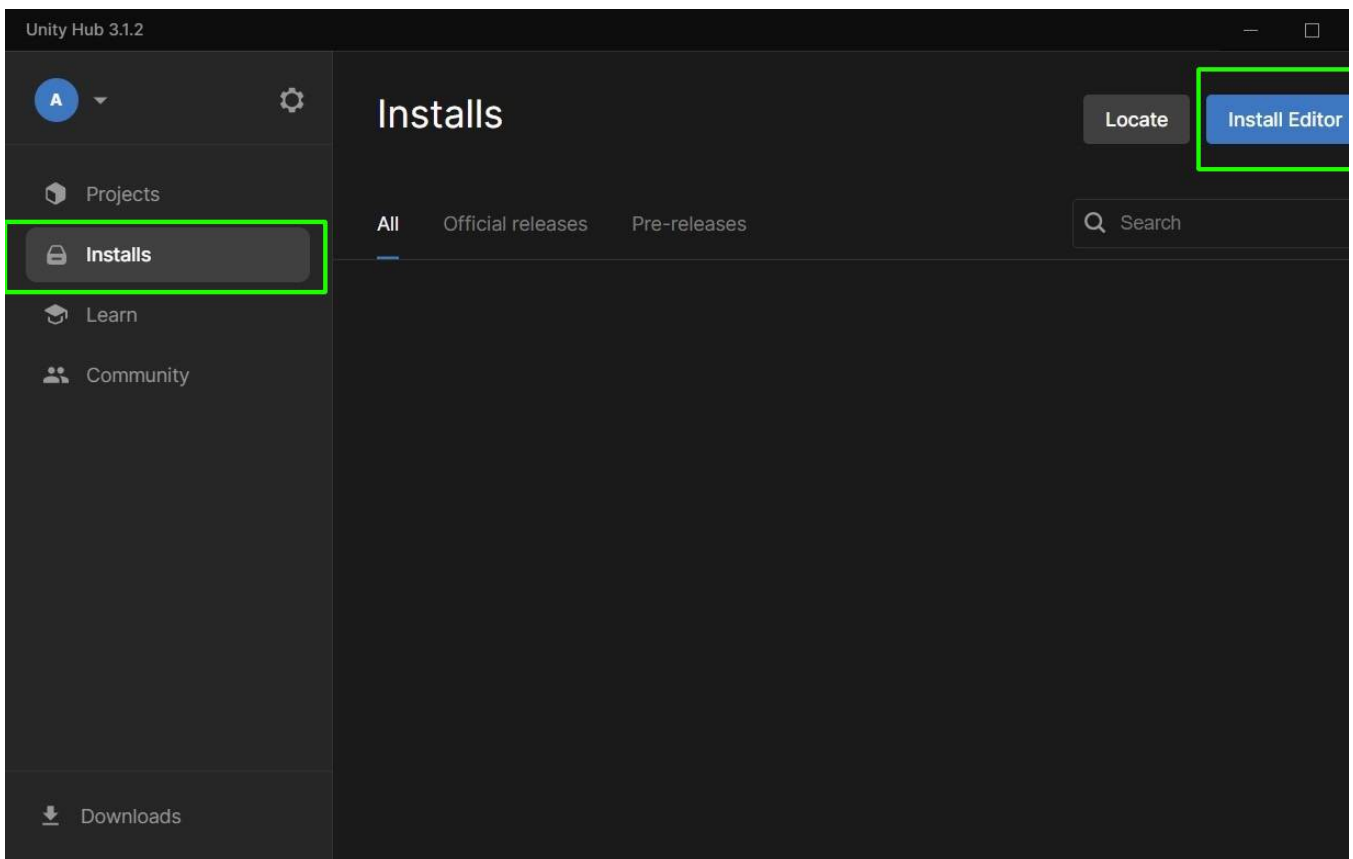 Unity Hub 3.1.2
A
Installs
Locate
Install Editor
Projects
All Official releases Pre-releases
Search
Installs
Learn
Community
Downloads